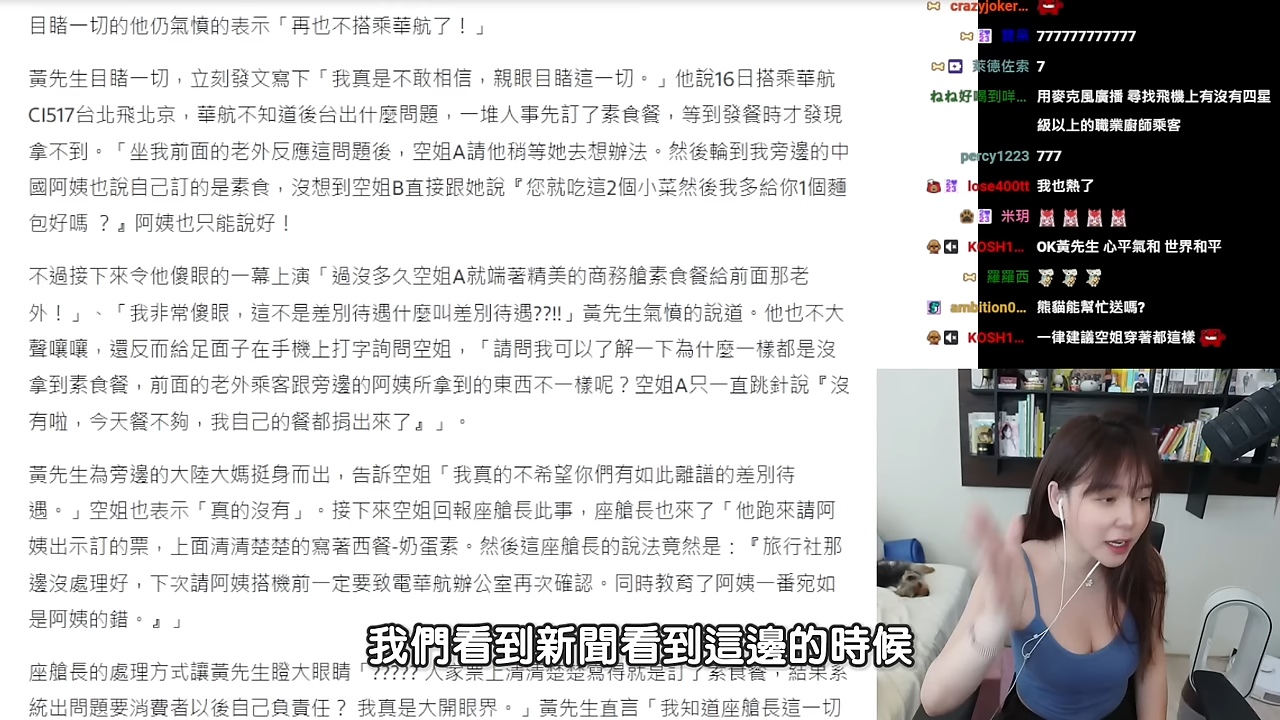 目睹一切的他仍氣憤的表示「再也不搭乘華航了！」
黃先生目睹一切，立刻發文寫下「我真是不敢相信，親眼目睹這一切。」他說16日搭乘華航
CI517台北飛北京，華航不知道後台出什麼問題，一堆人事先訂了素食餐，等到發餐時才發現
拿不到。「坐我前面的老外反應這問題後，空姐A請他稍等她去想辦法。然後輪到我旁邊的中
國阿姨也說自己訂的是素食，沒想到空姐B直接跟她說『您就吃這2個小菜然後我多給你1個麵
包好嗎 ？』阿姨也只能說好！
不過接下來令他傻眼的一幕上演「過沒多久空姐A就端著精美的商務艙素食餐給前面那老
外！」、「我非常傻眼，這不是差別待遇什麼叫差別待遇??!!」黃先生氣憤的說道。他也不大
聲嚷嚷，還反而給足面子在手機上打字詢問空姐，「請問我可以了解一下為什麼一樣都是沒
拿到素食餐，前面的老外乘客跟旁邊的阿姨所拿到的東西不一樣呢？空姐A只一直跳針說『沒
有啦，今天餐不夠，我自己的餐都捐出來了』」。
黃先生為旁邊的大陸大媽挺身而出，告訴空姐「我真的不希望你們有如此離譜的差別待
遇。」空姐也表示「真的沒有」。接下來空姐回報座艙長此事，座艙長也來了「他跑來請阿
姨出示訂的票，上面清清楚楚的寫著西餐-奶蛋素。然後這座艙長的說法竟然是：『旅行社那
邊沒處理好，下次請阿姨搭機前一定要致電華航辦公室再次確認。同時教育了阿姨一番宛如
是阿姨的錯。』」
座艙長的處理方式讓黃先生瞪大眼睛「????? 人家票上清清楚楚寫得就是訂了素食餐，結果系
統出問題要消費者以後自己負責任？ 我真是大開眼界。」黃先生直言「我知道座艙長這一切
crazyjoker...
777777777777
萊德佐索 7
ねね好喝到咩... 用麥克風廣播 尋找飛機上有沒有四星
級以上的職業廚師乘客
percy1223 777
lose400tt 我也熱了
米玥
KOSH1... OK黃先生 心平氣和 世界和平
羅羅西
ambition0... 熊貓能幫忙送嗎?
KOSH1... 一律建議空姐穿著都這樣
我們看到新聞看到這邊的時候